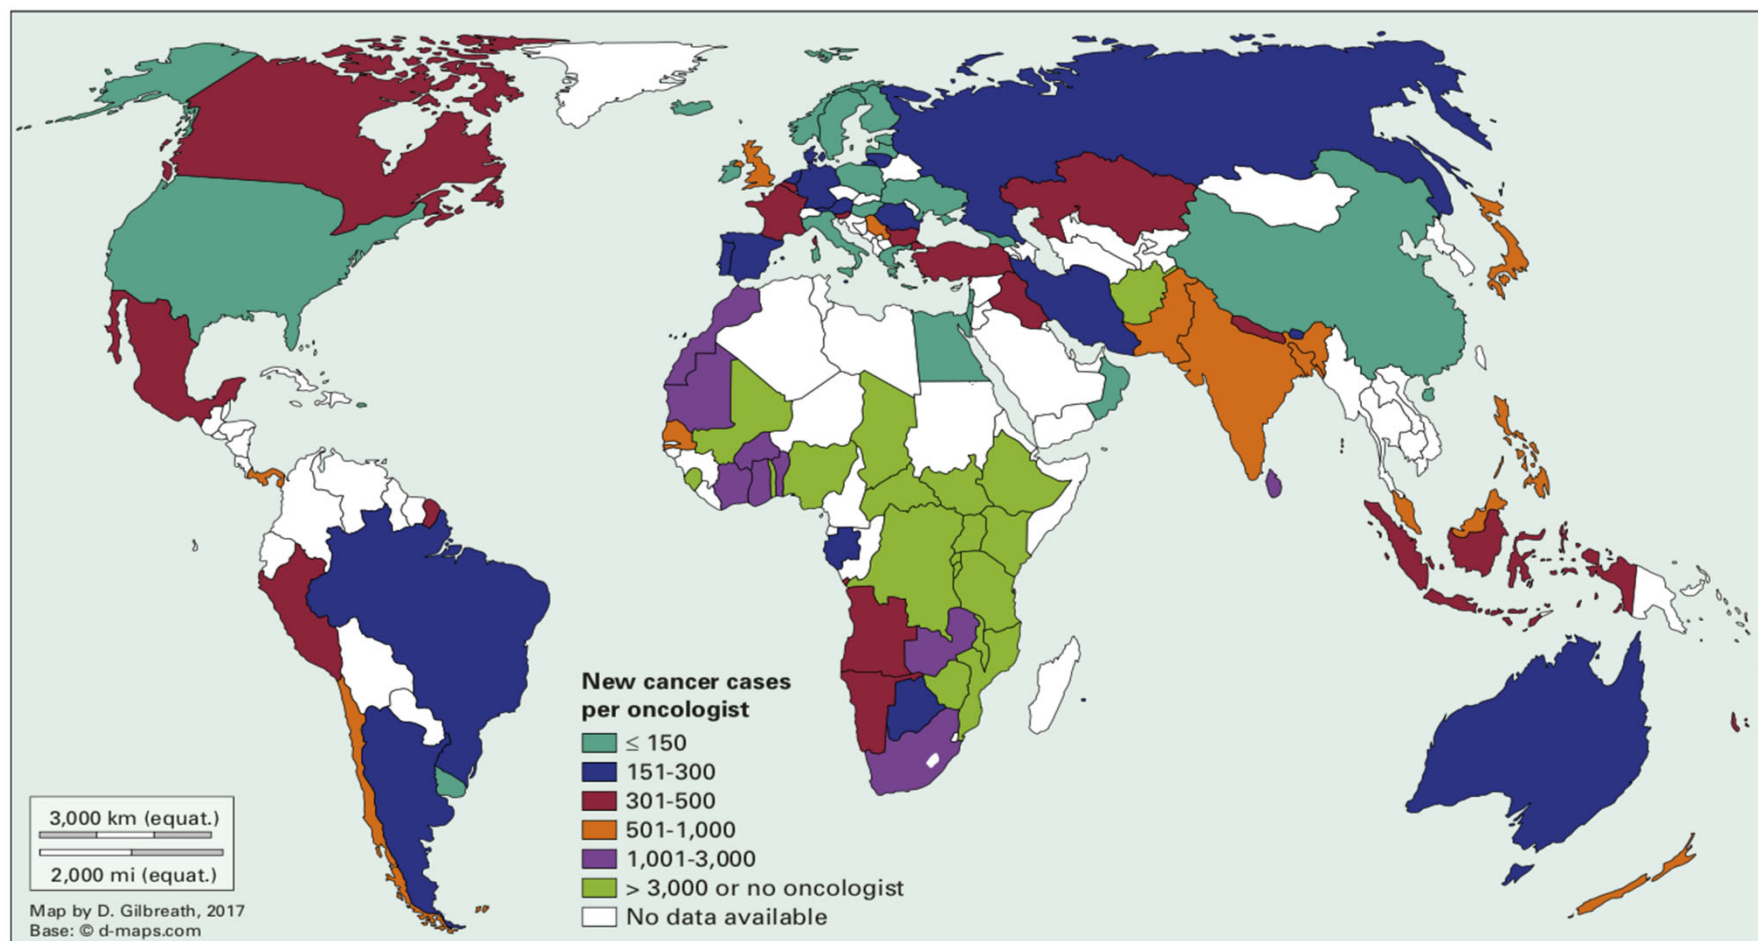 New cancer cases
per oncologist
≤ 150
151-300
301-500
501-1,000
1,001-3,000
> 3,000 or no oncologist
No data available
3,000 km (equat.)
2,000 mi (equat.)
Map by D. Gilbreath, 2017
Base: © d-maps.com